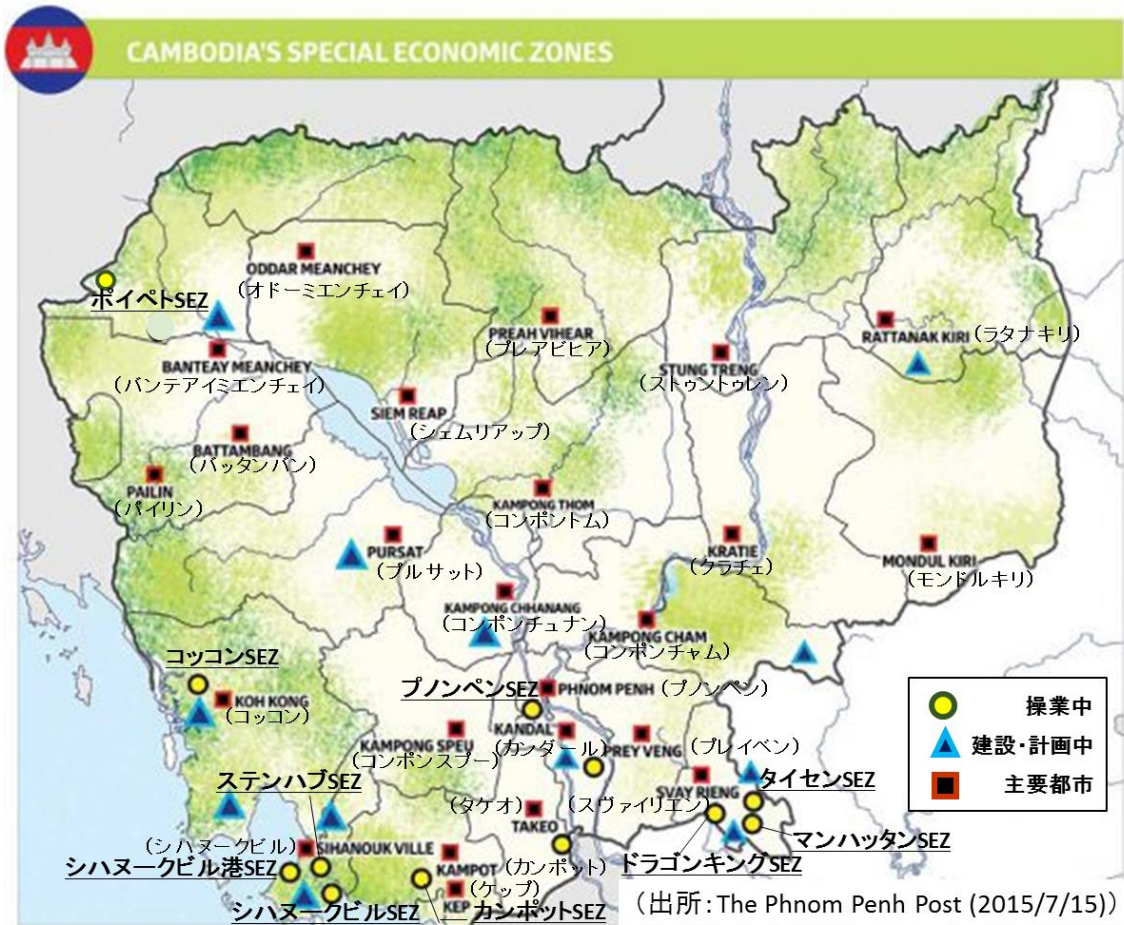 CAMBODIA'S SPECIAL ECONOMIC ZONES
ODDAR MEANCHEY
(オドーミエンチェイ)
ポイペトSEZ
PREAH VIHEAR
(プレアビヒア)
RATTANAK KIRI (ラタナキリ)
BANTEAY MEANCHEY
(バンテアイミエンチェイ)
STUNG TRENG
(ストゥントゥレン)
SIEM REAP
(シェムリアップ)
BATTAMBANG
(バッタンバン)
PAILIN
(パイリン)
KAMPONG THOM
(コンポントム)
PURSAT
(プルサット)
KRATIE
(クラチェ)
MONDUL KIRI
(モンドルキリ)
KAMPONG CHHANANG
(コンポンチュナン)
KAMPONG CHAM
(コンポンチャム)
コッコンSEZ
KOH KONG
(コッコン)
プノンペンSEZ
PHNOM PENH (プノンペン)
KANDAL
(カンダール)
KAMPONG SPEU
(コンポンスプー)
PREY VENG (プレイベン)
ステンハブSEZ
SVAY RIENG
(スヴァイリエン)
タイセンSEZ
(タケオ)
TAKEO
マンハッタンSEZ
(シハヌークビル)
SIHANOUK VILLE
シハヌークビル港SEZ
KAMPOT (カンポット)
ドラゴンキングSEZ
(ケップ)
KEP
シハヌークビルSEZ
カンポットSEZ
操業中
建設・計画中
主要都市
(出所:The Phnom Penh Post (2015/7/15))